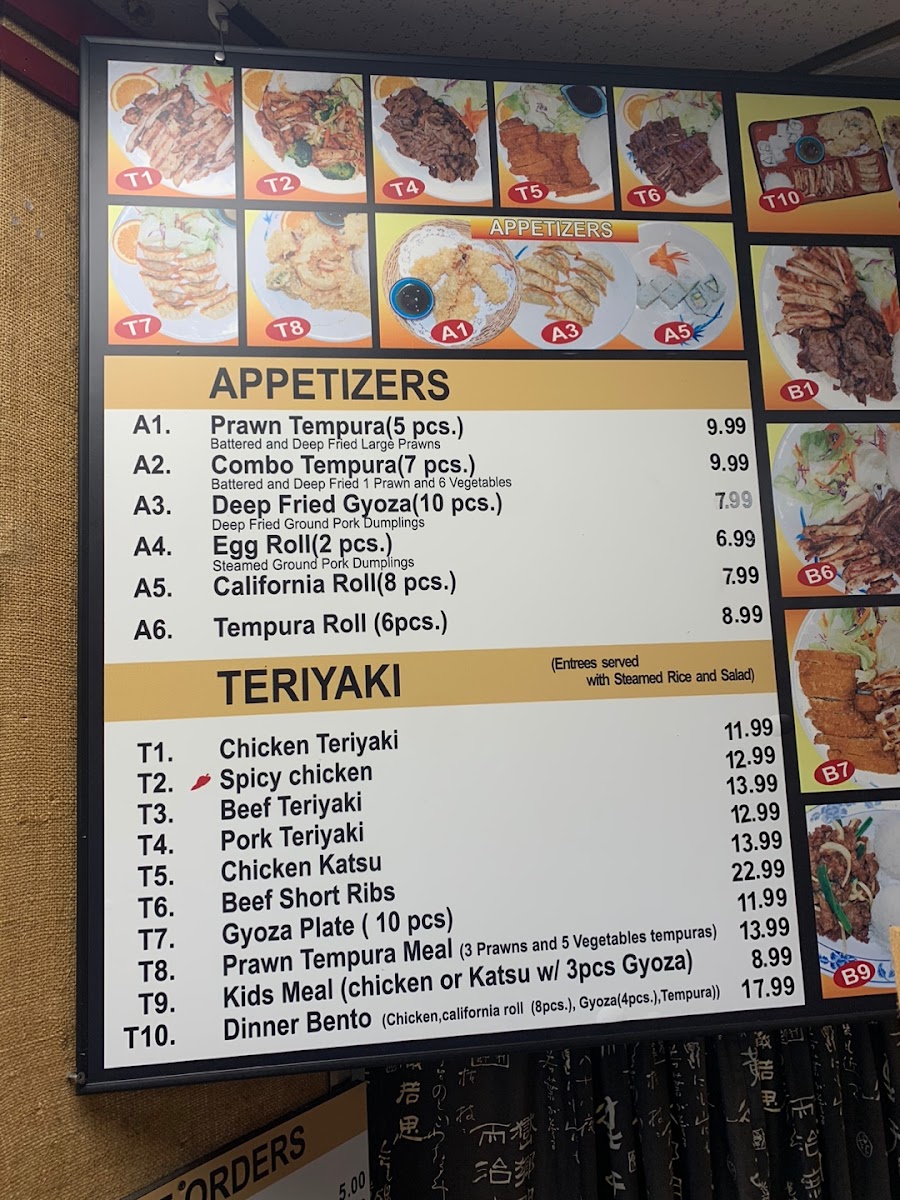 T1
T2
T4
T5
T6
T10
T7
T8
APPETIZERS
A1
A3
A5
B1
B6
B7
B9
APPETIZERS
A1. Prawn Tempura(5 pcs.) 9.99
Battered and Deep Fried Large Prawns
A2. Combo Tempura(7 pcs.) 9.99
Battered and Deep Fried 1 Prawn and 6 Vegetables
A3. Deep Fried Gyoza(10 pcs.) 7.99
Deep Fried Ground Pork Dumplings
A4. Egg Roll(2 pcs.) 6.99
Steamed Ground Pork Dumplings
A5. California Roll(8 pcs.) 7.99
A6. Tempura Roll (6pcs.) 8.99
TERIYAKI
(Entrees served
with Steamed Rice and Salad)
T1. Chicken Teriyaki 11.99
T2. Spicy chicken 12.99
T3. Beef Teriyaki 13.99
T4. Pork Teriyaki 12.99
T5. Chicken Katsu 13.99
T6. Beef Short Ribs 22.99
T7. Gyoza Plate ( 10 pcs) 11.99
T8. Prawn Tempura Meal (3 Prawns and 5 Vegetables tempuras) 13.99
T9. Kids Meal (chicken or Katsu w/ 3pcs Gyoza) 8.99
T10. Dinner Bento (Chicken,california roll (8pcs.), Gyoza(4pcs.),Tempura)) 17.99
ORDERS
5.00